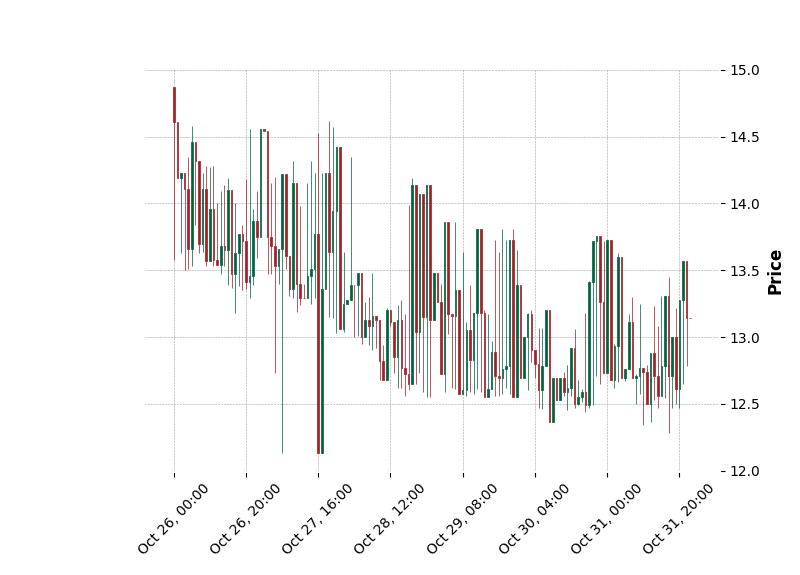 15.0
14.5
14.0
13.5
13.0
12.5
12.0
Price
Oct 26, 00:00
Oct 26, 20:00
Oct 27, 16:00
Oct 28, 12:00
Oct 29, 08:00
Oct 30, 04:00
Oct 31, 00:00
Oct 31, 20:00